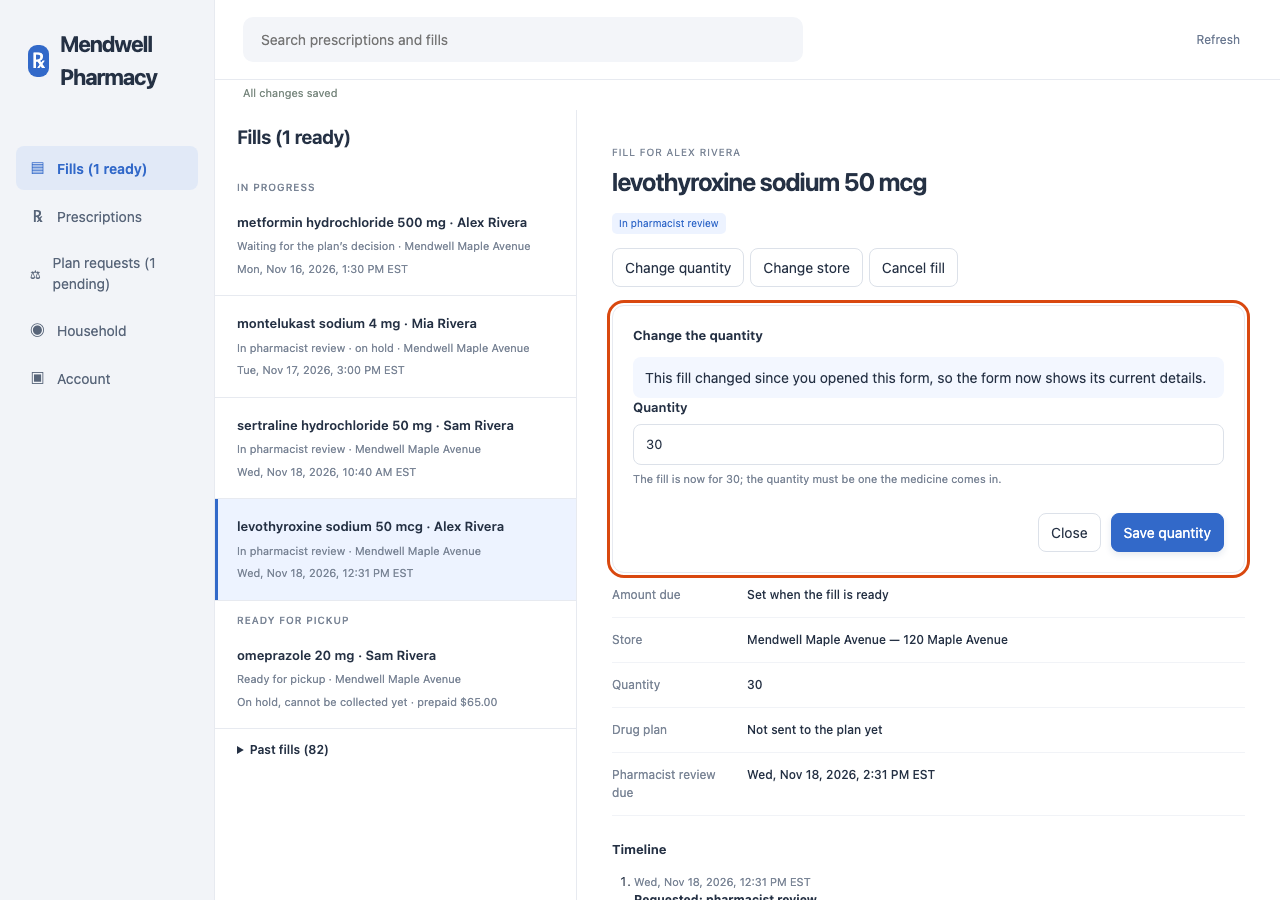 Mendwell
Pharmacy
Search prescriptions and fills
Refresh
All changes saved
Fills (1 ready)
Prescriptions
Plan requests (1
pending)
Household
Account
Fills (1 ready)
IN PROGRESS
metformin hydrochloride 500 mg · Alex Rivera
Waiting for the plan’s decision · Mendwell Maple Avenue
Mon, Nov 16, 2026, 1:30 PM EST
montelukast sodium 4 mg · Mia Rivera
In pharmacist review · on hold · Mendwell Maple Avenue
Tue, Nov 17, 2026, 3:00 PM EST
sertraline hydrochloride 50 mg · Sam Rivera
In pharmacist review · Mendwell Maple Avenue
Wed, Nov 18, 2026, 10:40 AM EST
levothyroxine sodium 50 mcg · Alex Rivera
In pharmacist review · Mendwell Maple Avenue
Wed, Nov 18, 2026, 12:31 PM EST
READY FOR PICKUP
omeprazole 20 mg · Sam Rivera
Ready for pickup · Mendwell Maple Avenue
On hold, cannot be collected yet · prepaid $65.00
Past fills (82)
FILL FOR ALEX RIVERA
levothyroxine sodium 50 mcg
In pharmacist review
Change quantity
Change store
Cancel fill
Change the quantity
This fill changed since you opened this form, so the form now shows its current details.
Quantity
30
The fill is now for 30; the quantity must be one the medicine comes in.
Close
Save quantity
Amount due
Set when the fill is ready
Store
Mendwell Maple Avenue — 120 Maple Avenue
Quantity
30
Drug plan
Not sent to the plan yet
Pharmacist review
due
Wed, Nov 18, 2026, 2:31 PM EST
Timeline
1. Wed, Nov 18, 2026, 12:31 PM EST
Requested: pharmacist review